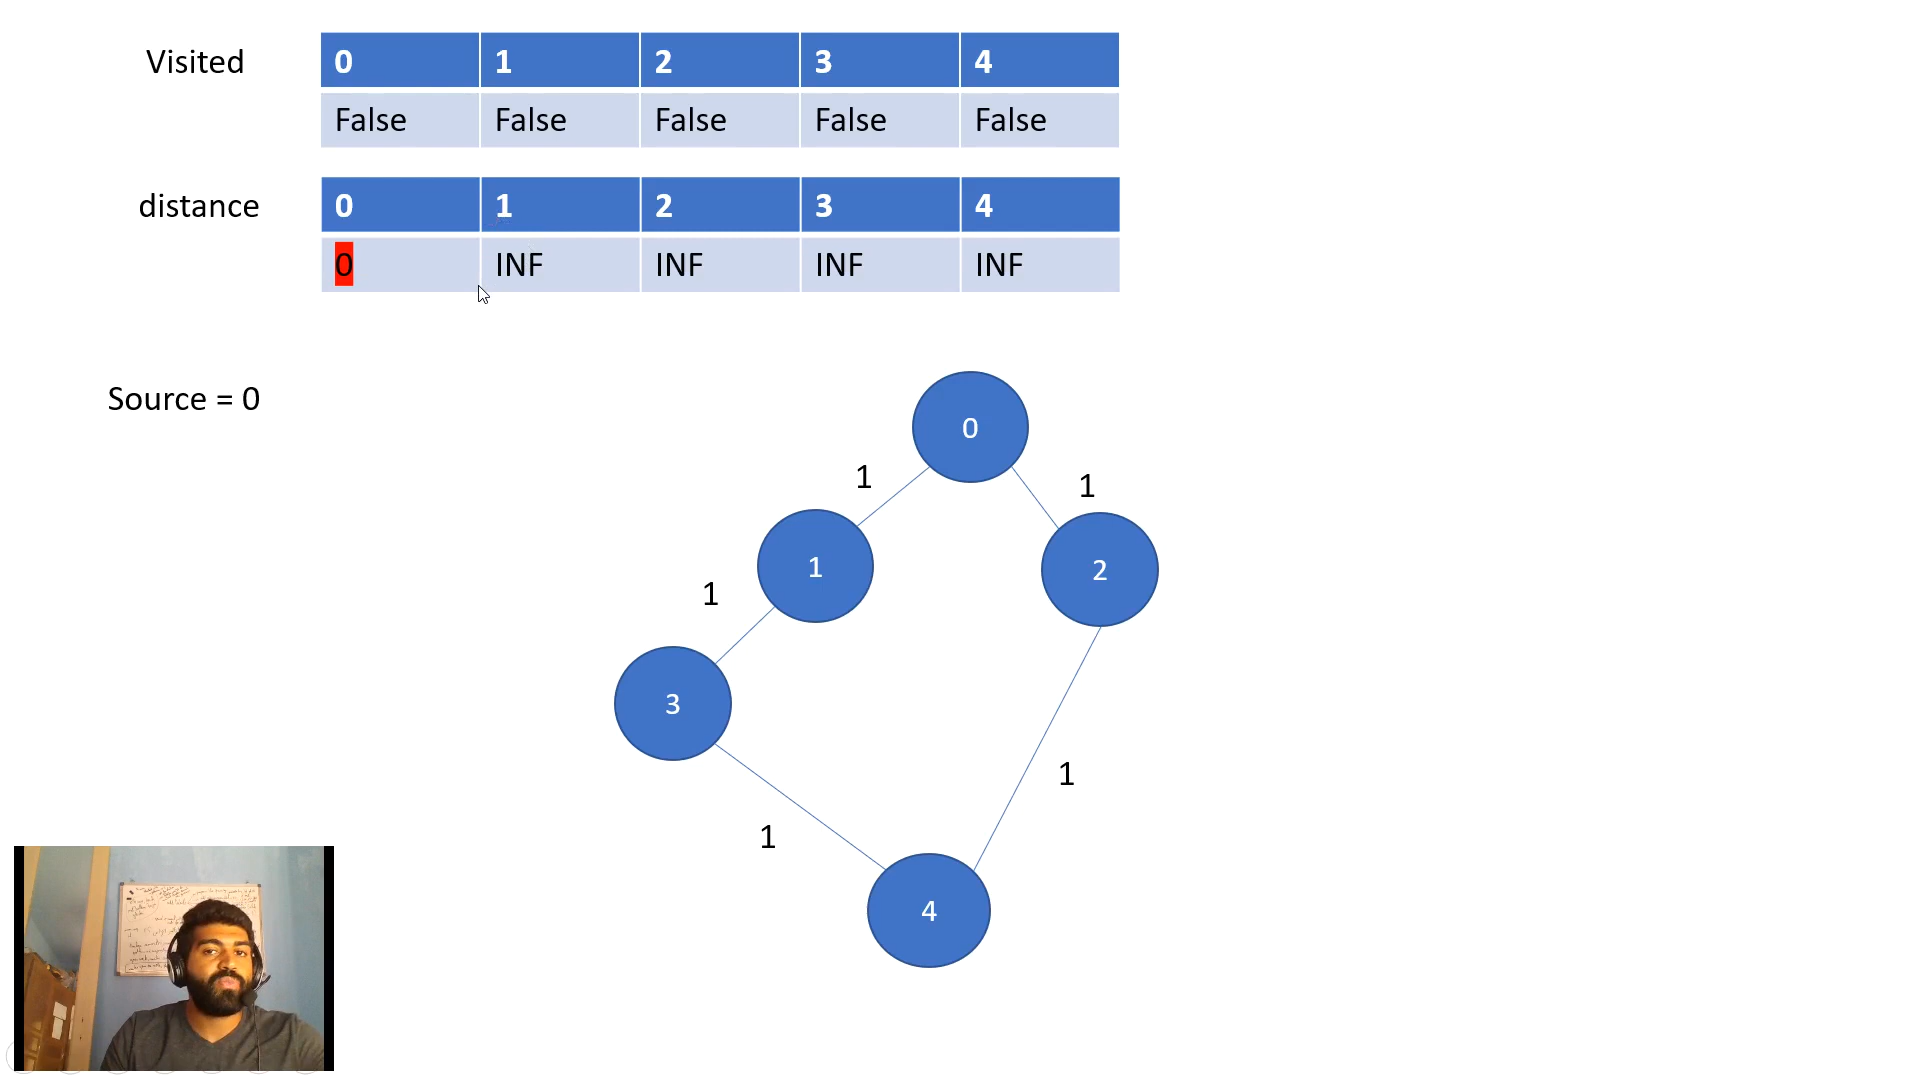 Visited
0 1 2 3 4
False False False False False
distance
0 1 2 3 4
0 INF INF INF INF
Source = 0
0
1 1
1 2
1
3
1
1
4